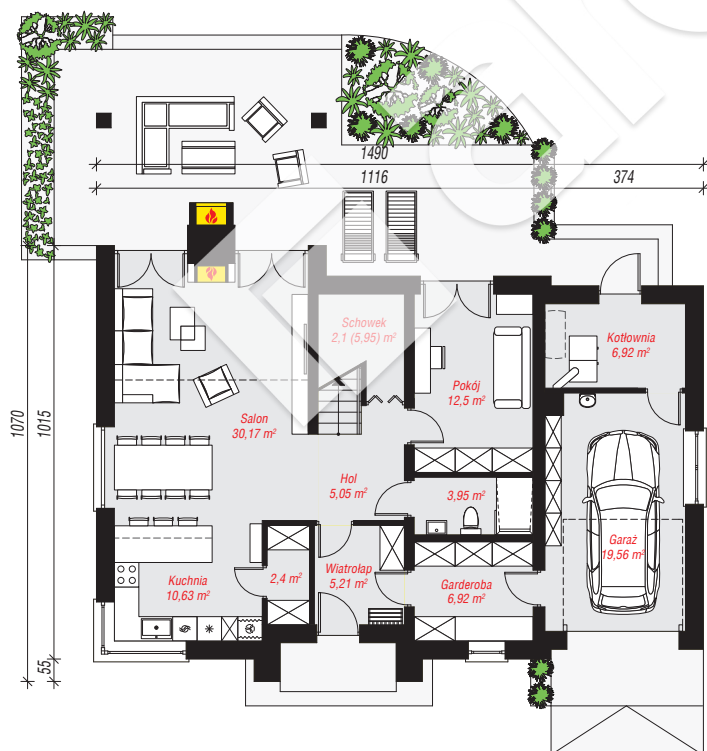 1490
1116
374
Schowek
2,1 (5,95) m²
Kotłownia
6,92 m²
Pokój
12,5 m²
Salon
30,17 m²
1070
1015
Hol
5,05 m²
3,95 m²
Garaż
19,56 m²
Kuchnia
10,63 m²
2,4 m²
Wiatrołap
5,21 m²
Garderoba
6,92 m²
55